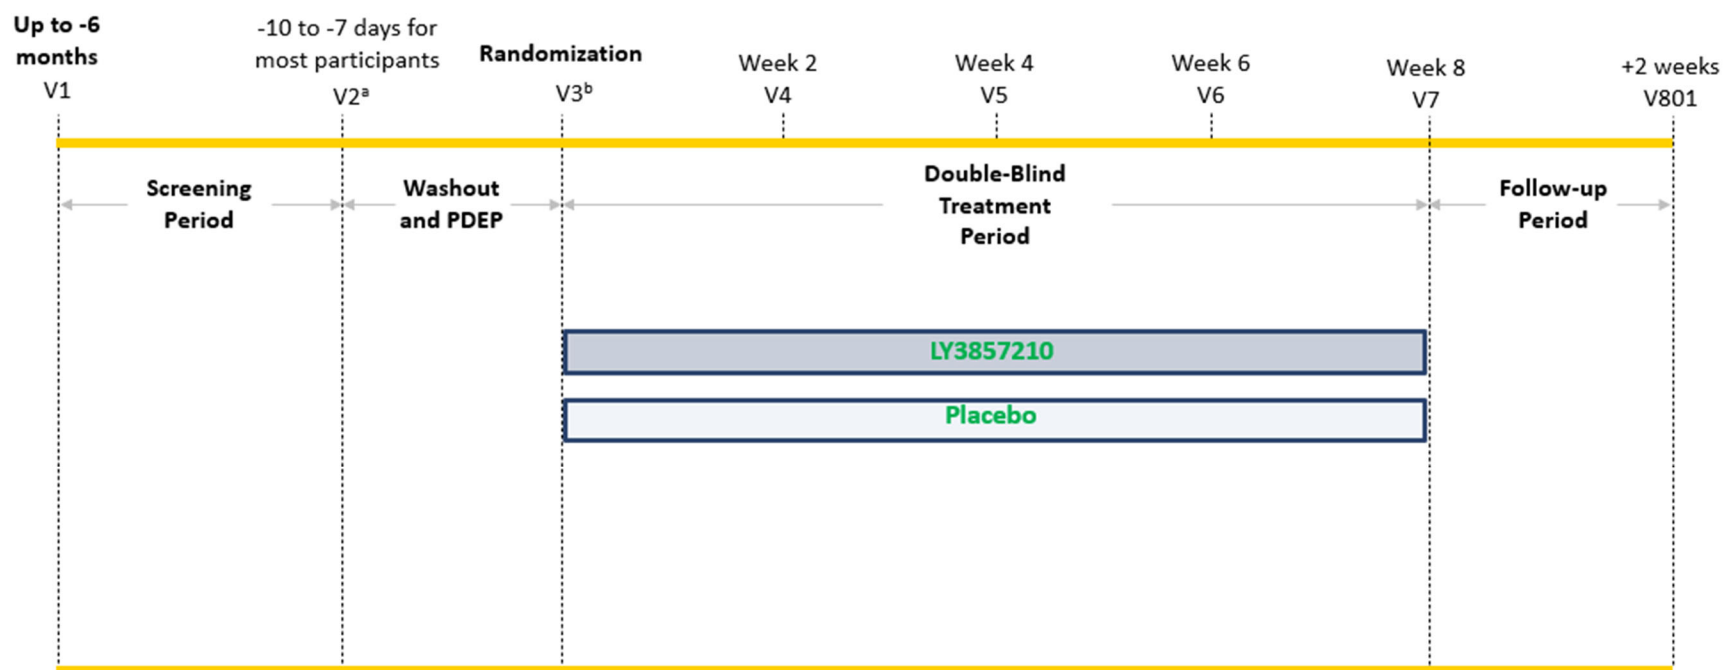 Up to -6
months
V1
-10 to -7 days for
most participants
V2ᵃ
Randomization
V3ᵇ
Week 2
V4
Week 4
V5
Week 6
V6
Week 8
V7
+2 weeks
V801
Screening
Period
Washout
and PDEP
Double-Blind
Treatment
Period
Follow-up
Period
LY3857210
Placebo